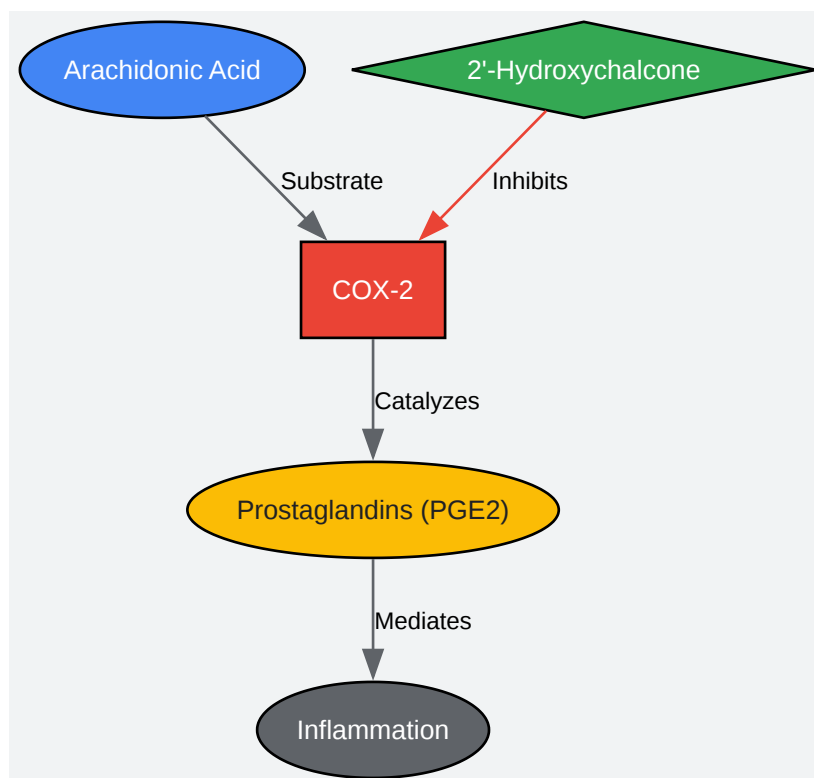 Arachidonic Acid
2'-Hydroxychalcone
Substrate
Inhibits
COX-2
Catalyzes
Prostaglandins (PGE2)
Mediates
Inflammation